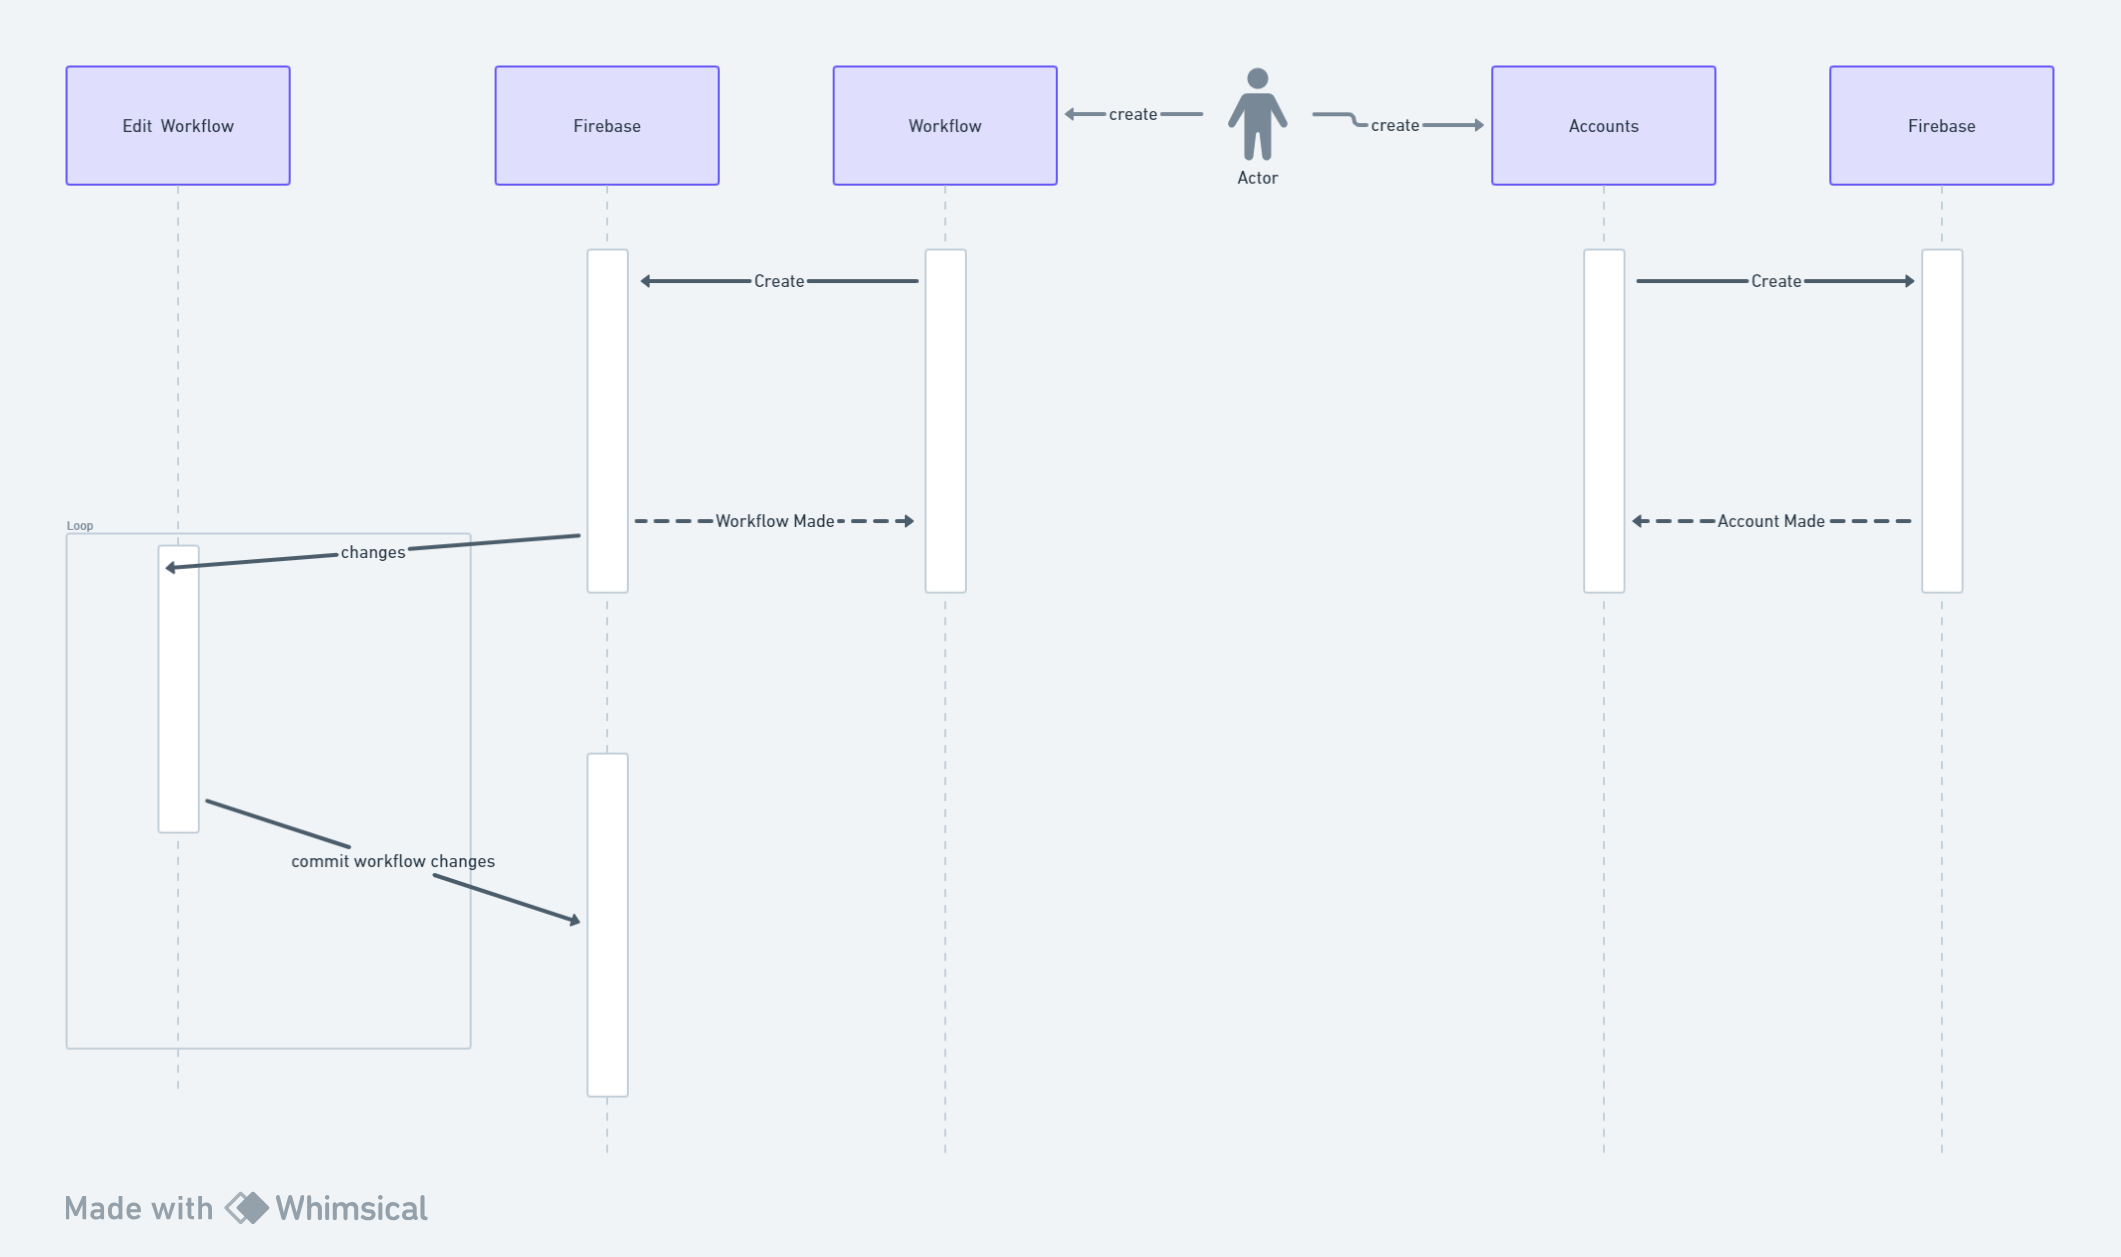 Edit  Workflow
Firebase
Workflow
create
Actor
create
Accounts
Firebase
Create
Create
Workflow Made
Account Made
Loop
changes
commit workflow changes
Made with Whimsical